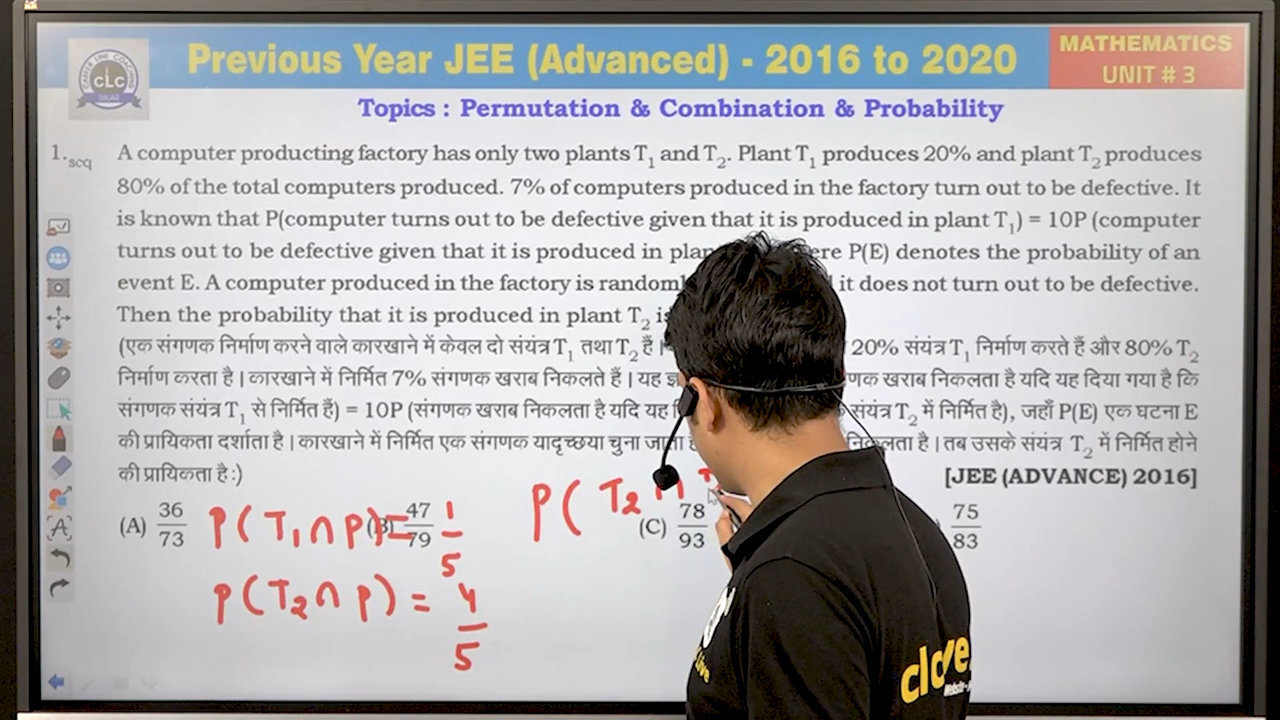 Previous Year JEE (Advanced) - 2016 to 2020
MATHEMATICS
UNIT # 3
CLC
Topics : Permutation & Combination & Probability
1. scq A computer producting factory has only two plants T₁ and T₂. Plant T₁ produces 20% and plant T₂ produces
80% of the total computers produced. 7% of computers produced in the factory turn out to be defective. It
is known that P(computer turns out to be defective given that it is produced in plant T₁) = 10P (computer
turns out to be defective given that it is produced in P(E) denotes the probability of an
event E. A computer produced in the factory is it does not turn out to be defective.
Then the probability that it is produced in plant T₂
(एक संगणक निर्माण करने वाले कारखाने में केवल दो संयंत्र T₁ तथा T₂ हैं। 20% संयंत्र T₁ निर्माण करते हैं और 80% T₂
निर्माण करता है। कारखाने में निर्मित 7% संगणक खराब निकलते हैं। यह खराब निकलता है यदि यह दिया गया है कि
संगणक संयंत्र T₁ से निर्मित है) = 10P (संगणक खराब निकलता है यदि यह संयंत्र T₂ में निर्मित है), जहाँ P(E) एक घटना E
की प्रायिकता दर्शाता है। कारखाने में निर्मित एक संगणक यादृच्छया चुना है। तब उसके संयंत्र T₂ में निर्मित होने
की प्रायिकता है:)
[JEE (ADVANCE) 2016]
(A) 36/73 (B) 47/79 (C) 78/93 75/83
P(T₁∩P) = 1/5
P(T₂∩P) = 4/5
P(T₂∩